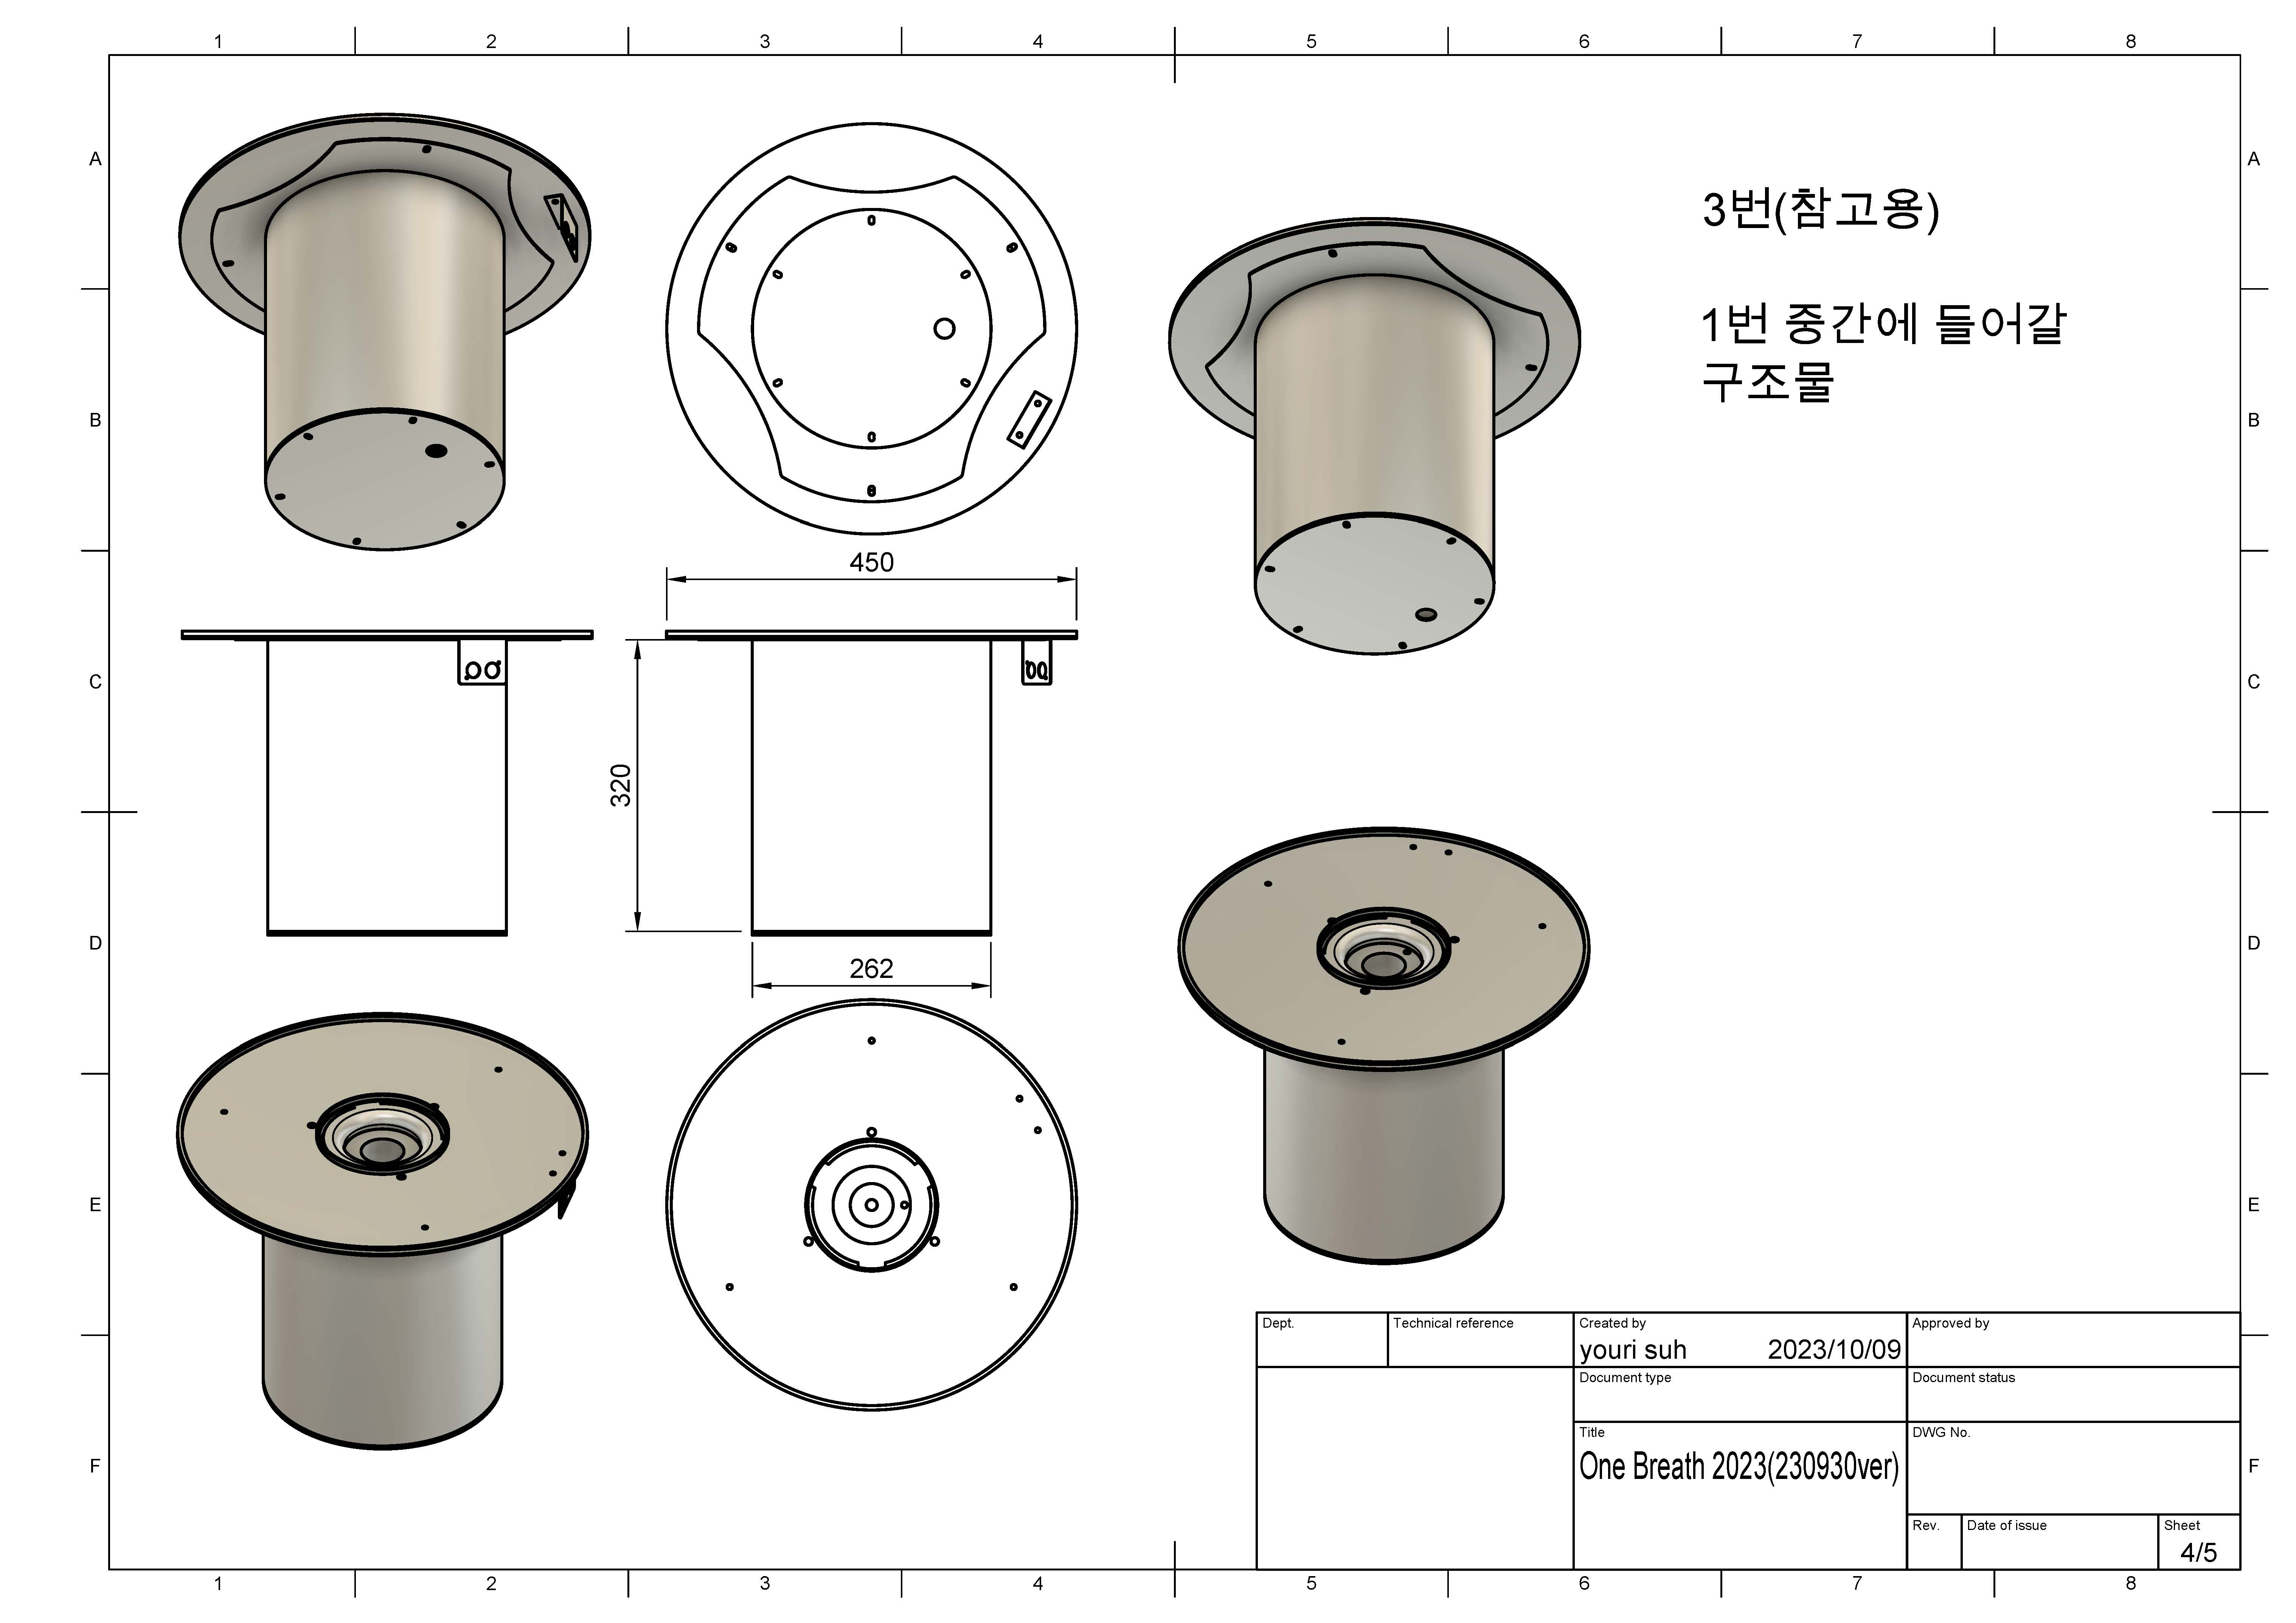 1 2 3 4 5 6 7 8
A A
3번(참고용)
1번 중간에 들어갈
구조물
B B
450
C C
320
D D
262
E E
Dept. Technical reference Created by Approved by
youri suh 2023/10/09
Document type Document status
Title DWG No.
One Breath 2023(230930ver)
F F
Rev. Date of issue Sheet
4/5
1 2 3 4 5 6 7 8